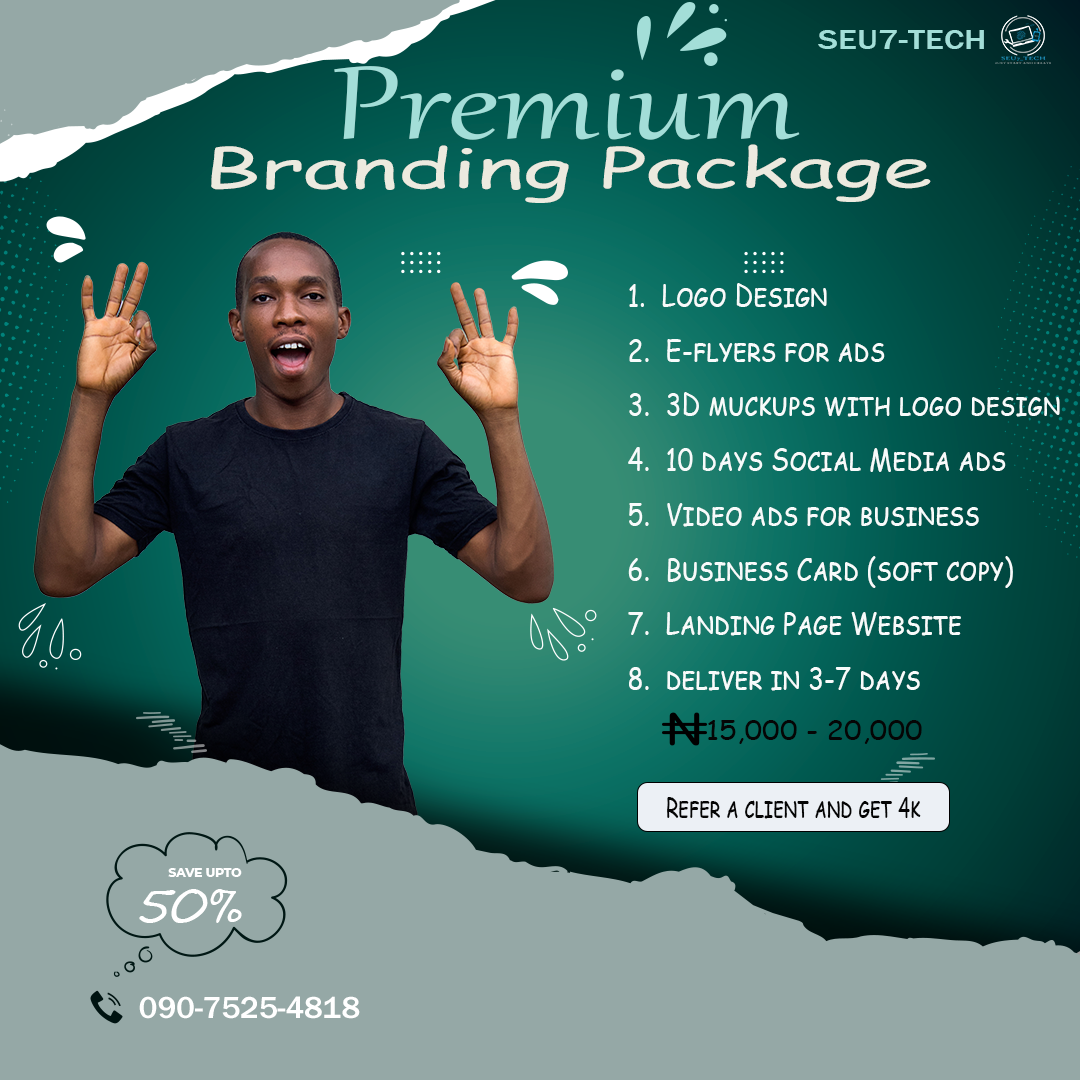 SEU7-TECH
SEU7_TECH
Premium
Branding Package
1. Logo Design
2. E-flyers for ads
3. 3D muckups with logo design
4. 10 days Social Media ads
5. Video ads for business
6. Business Card (soft copy)
7. Landing Page Website
8. deliver in 3-7 days
₦15,000 - 20,000
Refer a client and get 4k
SAVE UPTO
50%
090-7525-4818